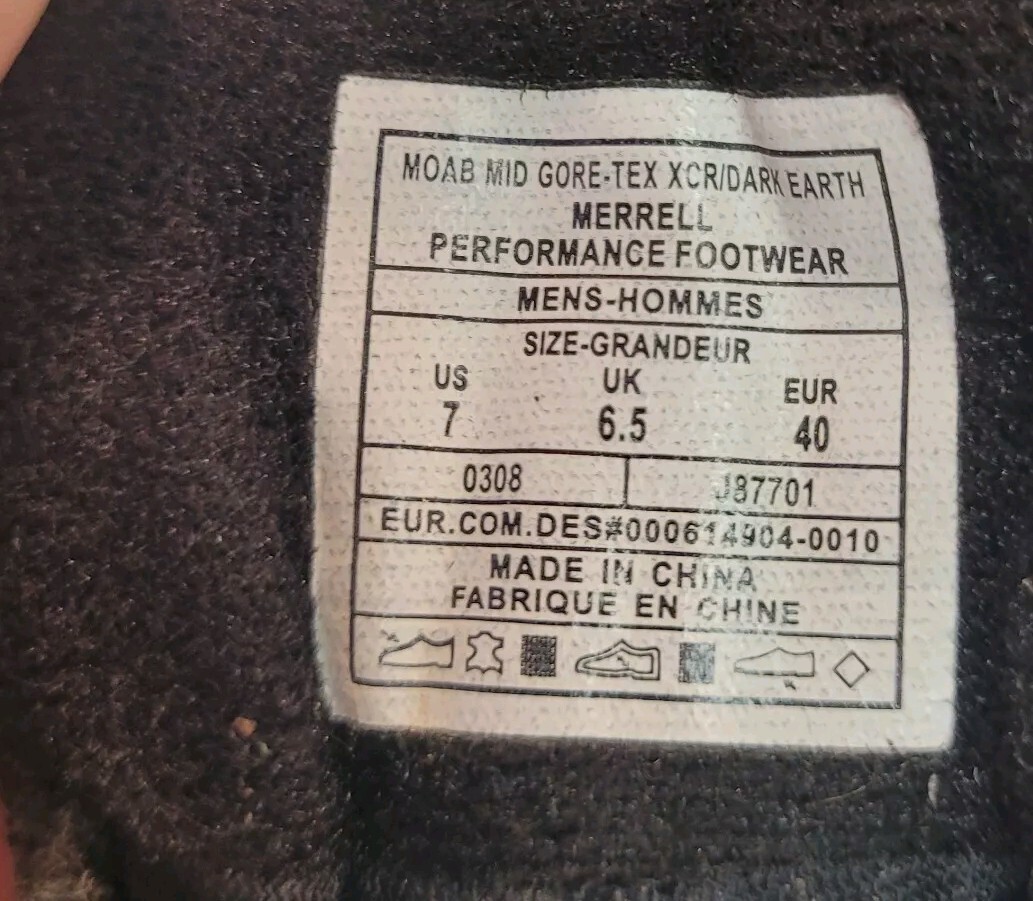 MOAB MID GORE-TEX XCR/DARK EARTH
MERRELL
PERFORMANCE FOOTWEAR
MENS-HOMMES
SIZE-GRANDEUR
US UK EUR
7 6.5 40
0308 J87701
EUR.COM.DES#000614904-0010
MADE IN CHINA
FABRIQUE EN CHINE